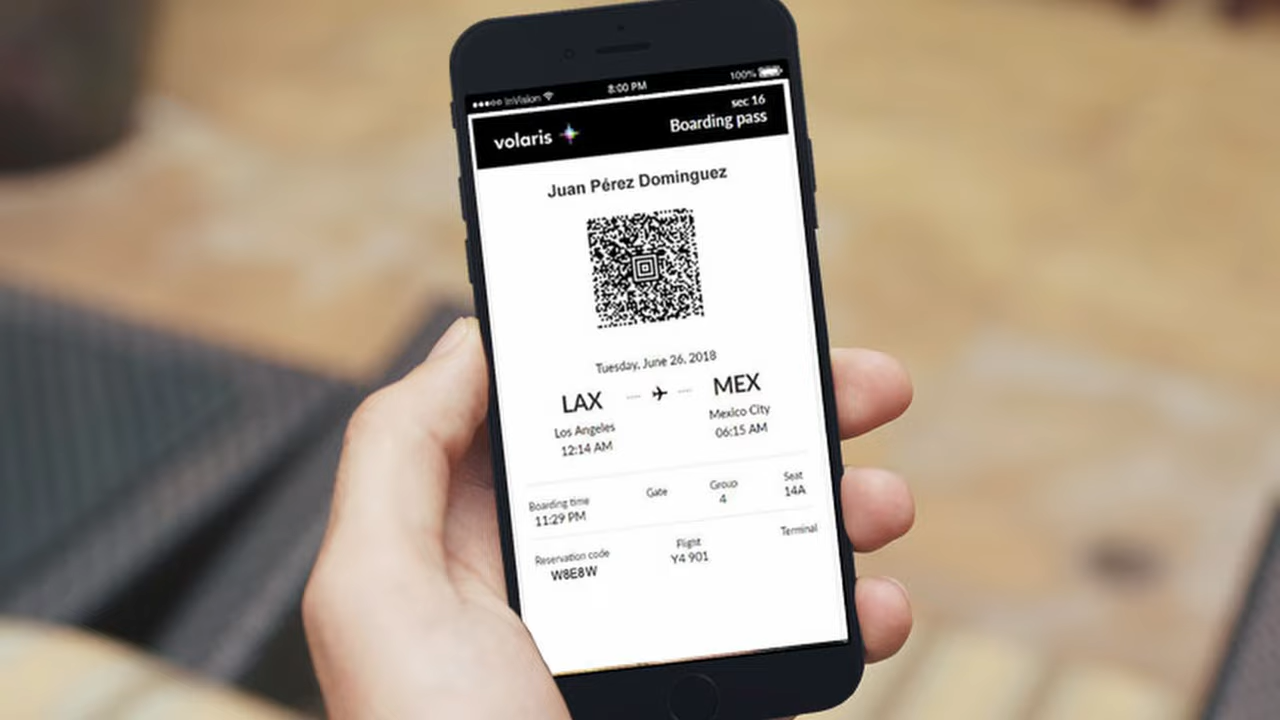 InVision 8:00 PM 100%
volaris
sec 16
Boarding pass
Juan Pérez Dominguez
Tuesday, June 26, 2018
LAX MEX
Los Angeles Mexico City
12:14 AM 06:15 AM
Boarding time Gate Group Seat
11:29 PM 4 14A
Reservation code Flight Terminal
W8E8W Y4 901